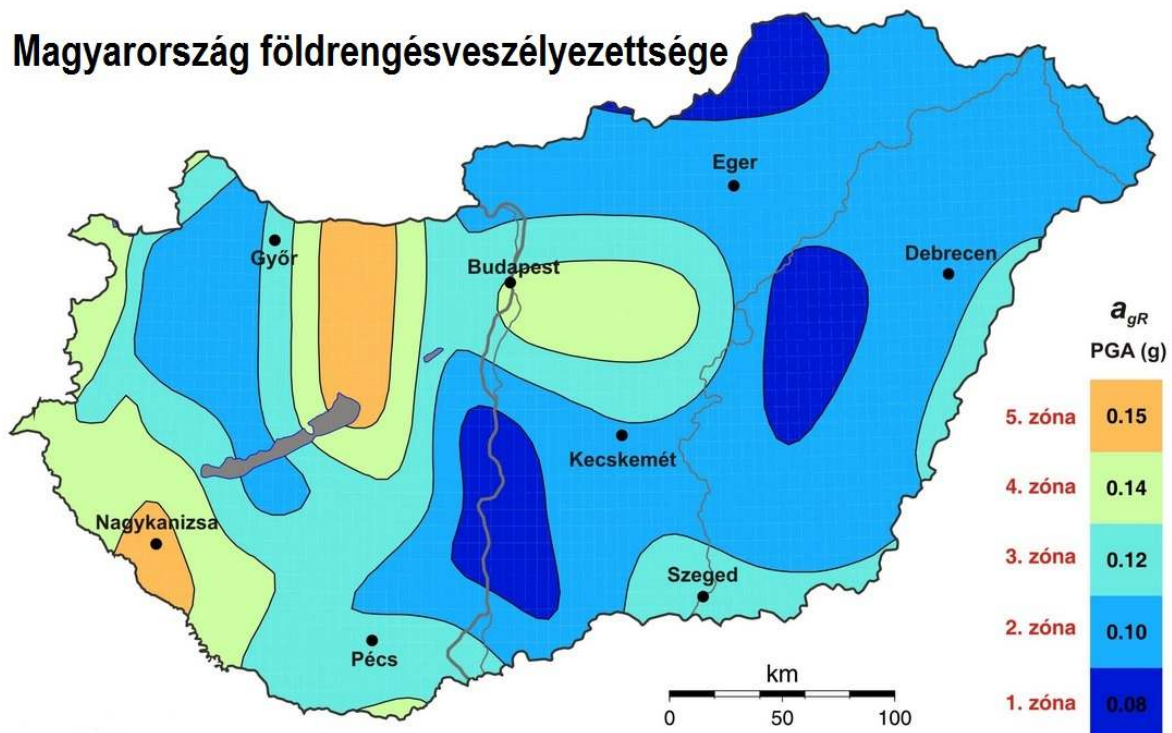 Magyarország földrengésveszélyezettsége
Eger
Győr
Budapest
Debrecen
Kecskemét
Nagykanizsa
Szeged
Pécs
km
0 50 100
a_gR
PGA (g)
5. zóna 0.15
4. zóna 0.14
3. zóna 0.12
2. zóna 0.10
1. zóna 0.08